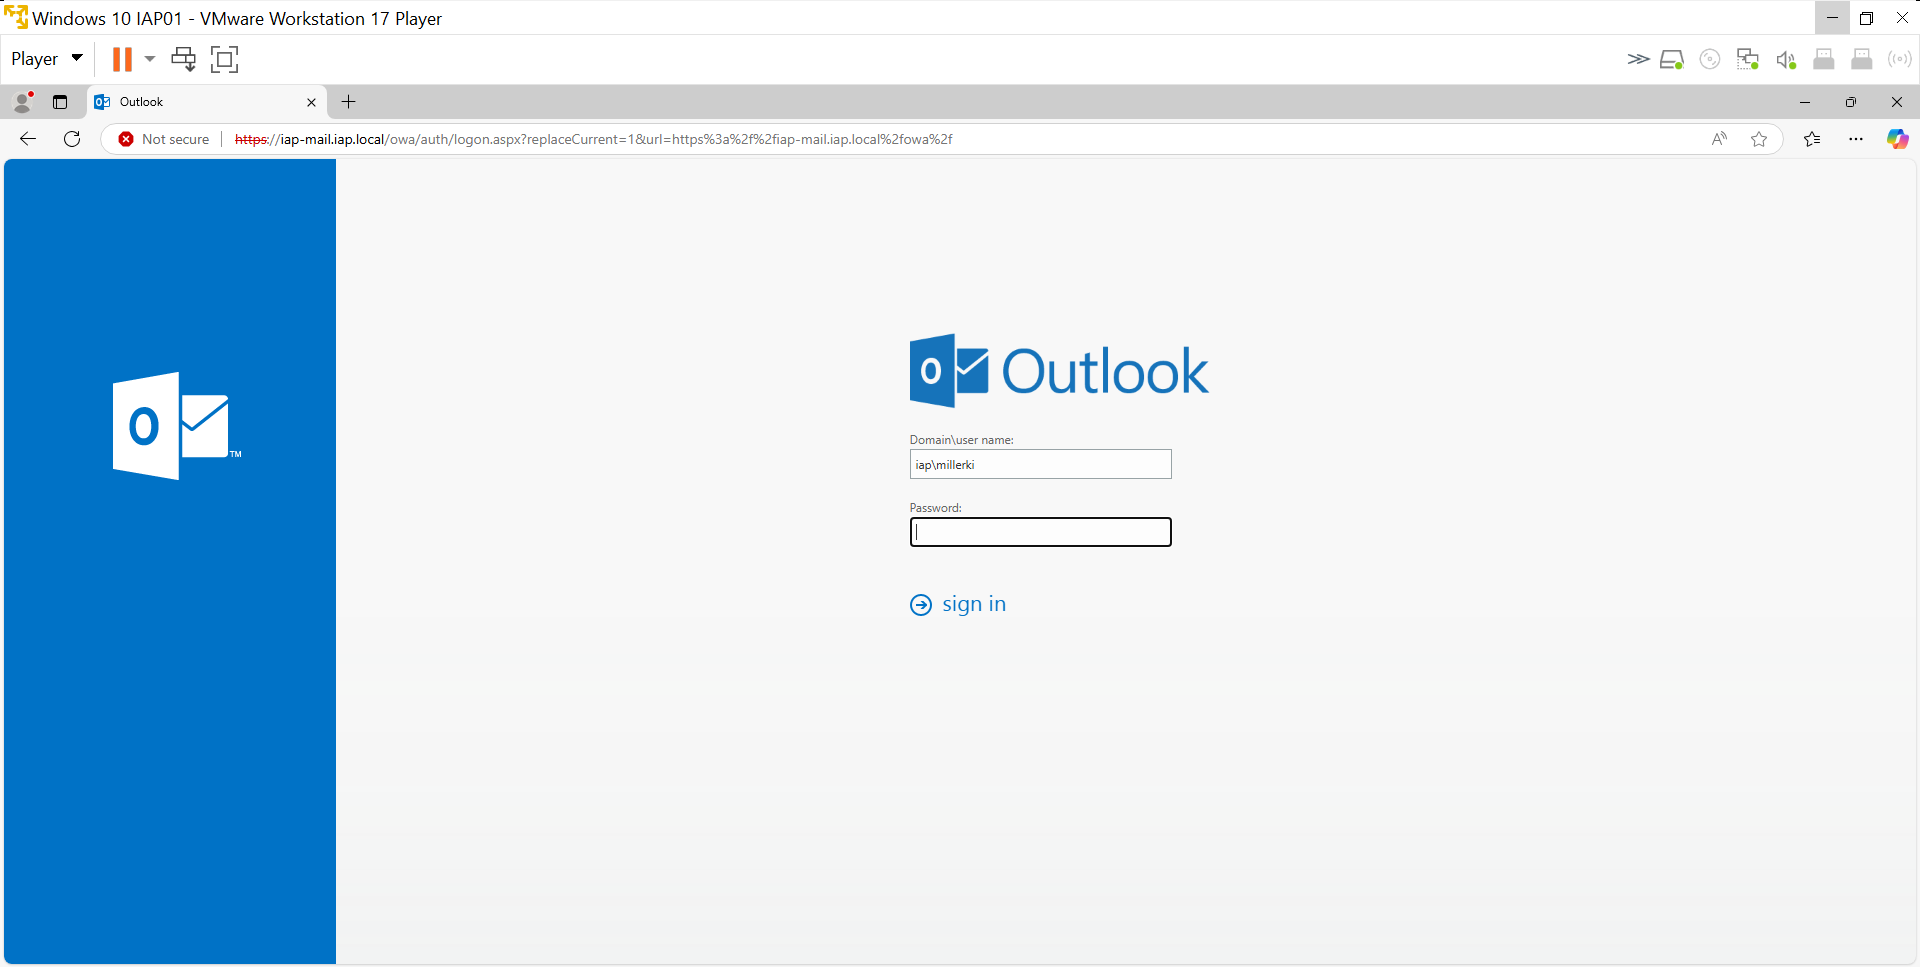 Windows 10 IAP01 - VMware Workstation 17 Player
Player
Outlook
Not secure
https://iap-mail.iap.local/owa/auth/logon.aspx?replaceCurrent=1&url=https%3a%2f%2fiap-mail.iap.local%2fowa%2f
Outlook
Domain\user name:
iap\millerki
Password:
sign in
TM